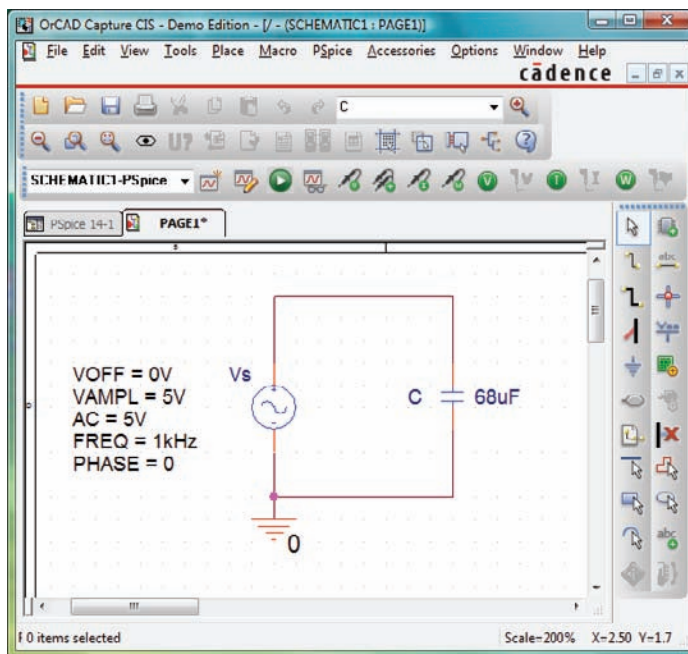 OrCAD Capture CIS - Demo Edition - [/ - (SCHEMATIC1 : PAGE1)]
File Edit View Tools Place Macro PSpice Accessories Options Window Help
cādence
C
U?
SCHEMATIC1-PSpice
V V I I W
PSpice 14-1 PAGE1*
abc
VOFF = 0V
VAMPL = 5V
AC = 5V
FREQ = 1kHz
PHASE = 0
Vs
C 68uF
0
abc
0 items selected Scale=200% X=2.50 Y=1.7